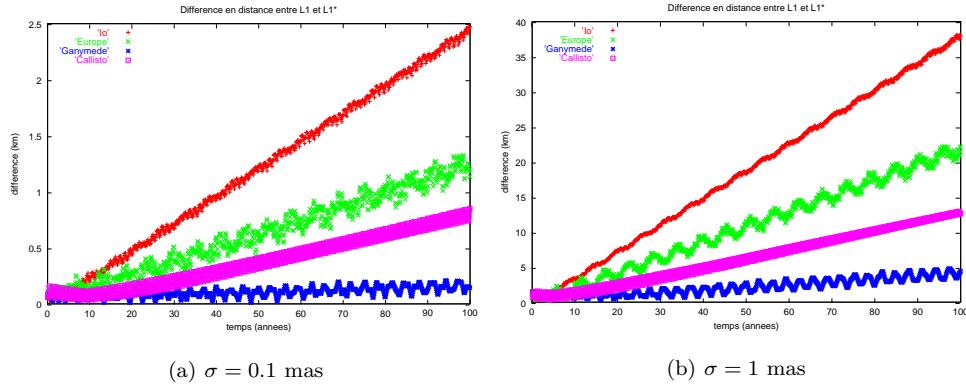 Difference en distance entre L1 et L1*
2.5
2
1.5
1
0.5
0
difference (km)
'Io'
'Europe'
'Ganymede'
'Callisto'
0 10 20 30 40 50 60 70 80 90 100
temps (annees)
(a) σ = 0.1 mas
Difference en distance entre L1 et L1*
40
35
30
25
20
15
10
5
0
difference (km)
'Io'
'Europe'
'Ganymede'
'Callisto'
0 10 20 30 40 50 60 70 80 90 100
temps (annees)
(b) σ = 1 mas